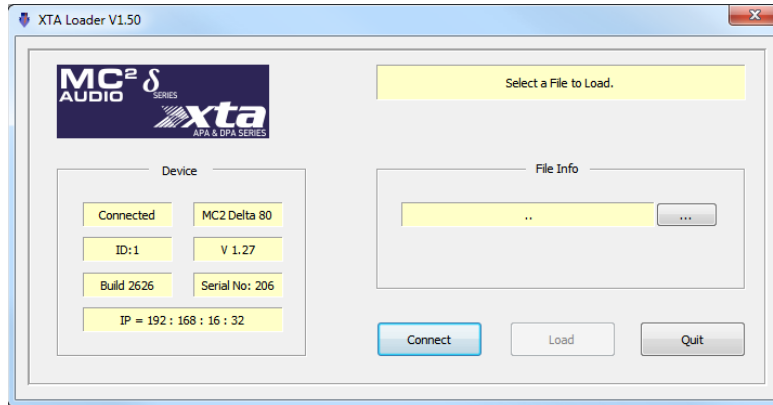 XTA Loader V1.50
MC² δ
AUDIO SERIES
xta
APA & DPA SERIES
Select a File to Load.
Device
Connected
MC2 Delta 80
ID:1
V 1.27
Build 2626
Serial No: 206
IP = 192 : 168 : 16 : 32
File Info
..
...
Connect
Load
Quit